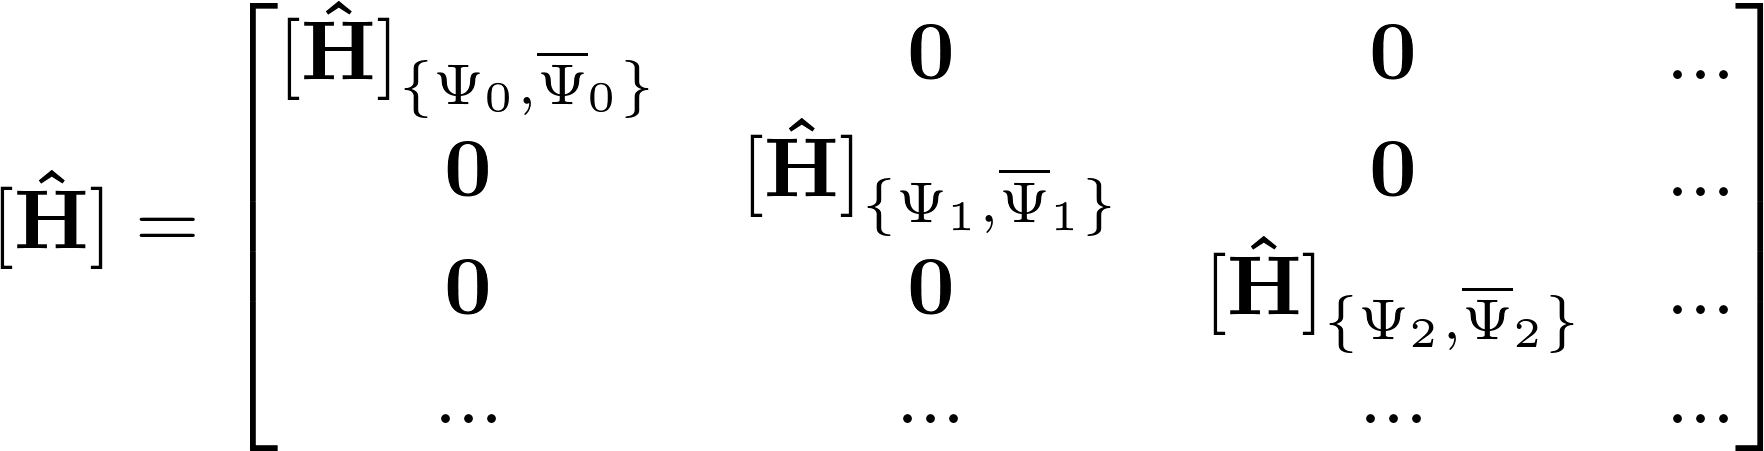 [Ĥ] = [ [Ĥ]_{Ψ₀,Ψ̅₀} 0 0 ...
0 [Ĥ]_{Ψ₁,Ψ̅₁} 0 ...
0 0 [Ĥ]_{Ψ₂,Ψ̅₂} ...
... ... ... ... ]